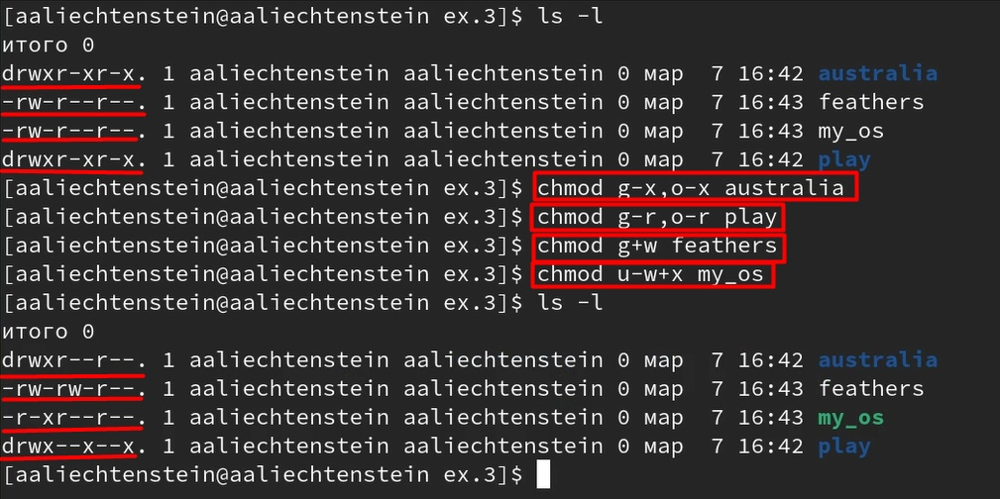 [aaliechtenstein@aaliechtenstein ex.3]$ ls -l
итого 0
drwxr-xr-x. 1 aaliechtenstein aaliechtenstein 0 мар  7 16:42 australia
-rw-r--r--. 1 aaliechtenstein aaliechtenstein 0 мар  7 16:43 feathers
-rw-r--r--. 1 aaliechtenstein aaliechtenstein 0 мар  7 16:43 my_os
drwxr-xr-x. 1 aaliechtenstein aaliechtenstein 0 мар  7 16:42 play
[aaliechtenstein@aaliechtenstein ex.3]$ chmod g-x,o-x australia
[aaliechtenstein@aaliechtenstein ex.3]$ chmod g-r,o-r play
[aaliechtenstein@aaliechtenstein ex.3]$ chmod g+w feathers
[aaliechtenstein@aaliechtenstein ex.3]$ chmod u-w+x my_os
[aaliechtenstein@aaliechtenstein ex.3]$ ls -l
итого 0
drwxr--r--. 1 aaliechtenstein aaliechtenstein 0 мар  7 16:42 australia
-rw-rw-r--. 1 aaliechtenstein aaliechtenstein 0 мар  7 16:43 feathers
-r-xr--r--. 1 aaliechtenstein aaliechtenstein 0 мар  7 16:43 my_os
drwx--x--x. 1 aaliechtenstein aaliechtenstein 0 мар  7 16:42 play
[aaliechtenstein@aaliechtenstein ex.3]$